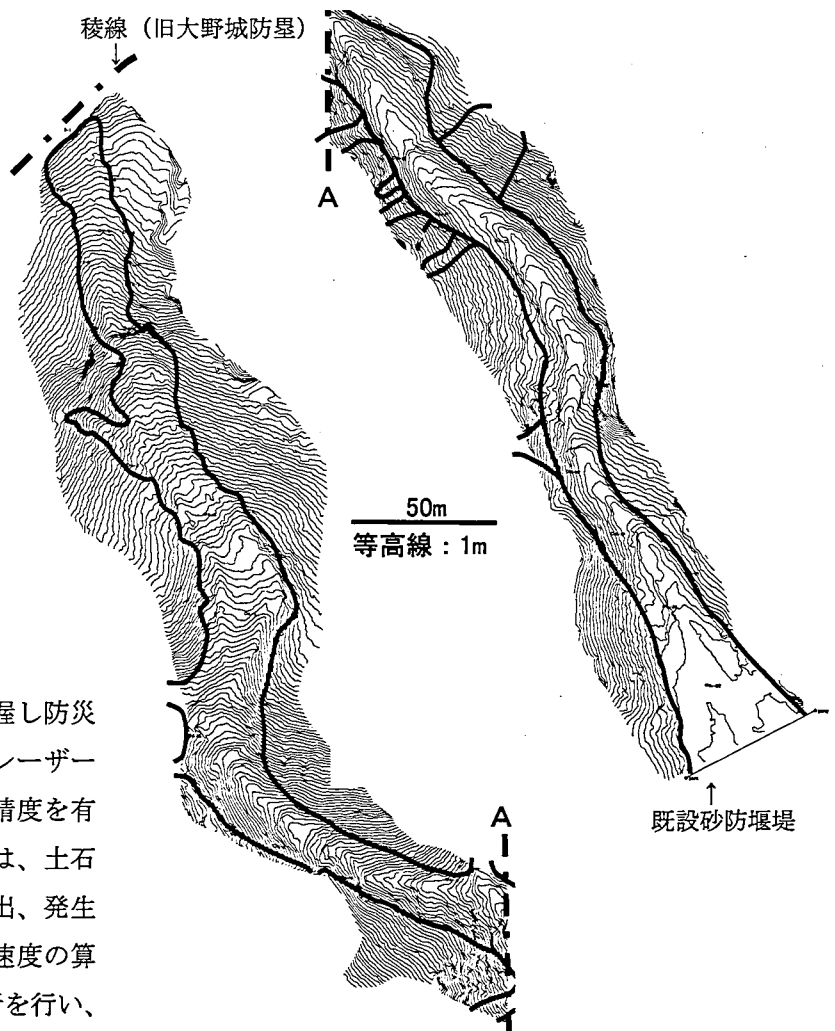 稜線（旧大野城防塁）
↓
A
50m
等高線：1m
A
↑
既設砂防堰堤
屋し防災
レーザー
精度を有
は、土石
出、発生
速度の算
を行い、